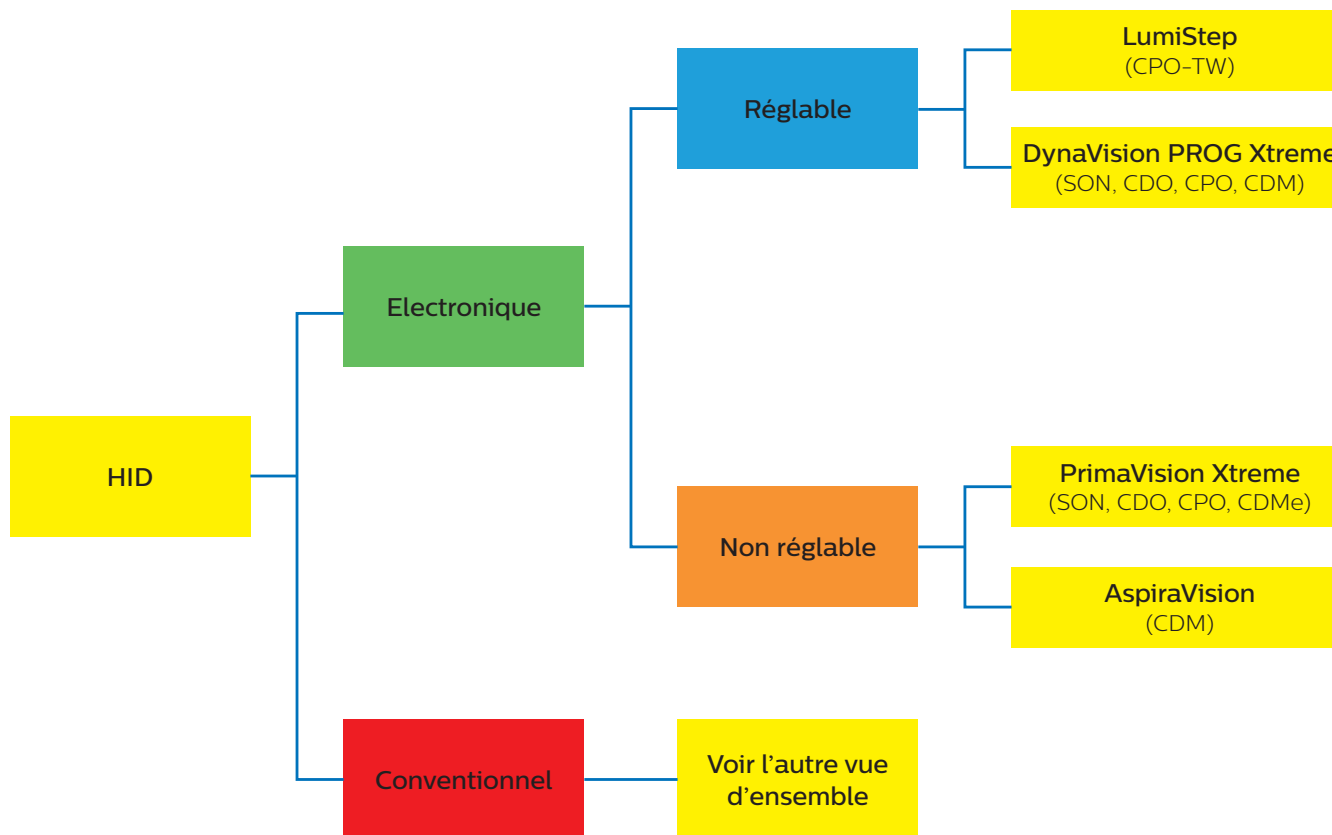 LumiStep
(CPO-TW)
Réglable
DynaVision PROG Xtreme
(SON, CDO, CPO, CDM)
Electronique
HID
PrimaVision Xtreme
(SON, CDO, CPO, CDMe)
Non réglable
AspiraVision
(CDM)
Conventionnel
Voir l’autre vue
d’ensemble